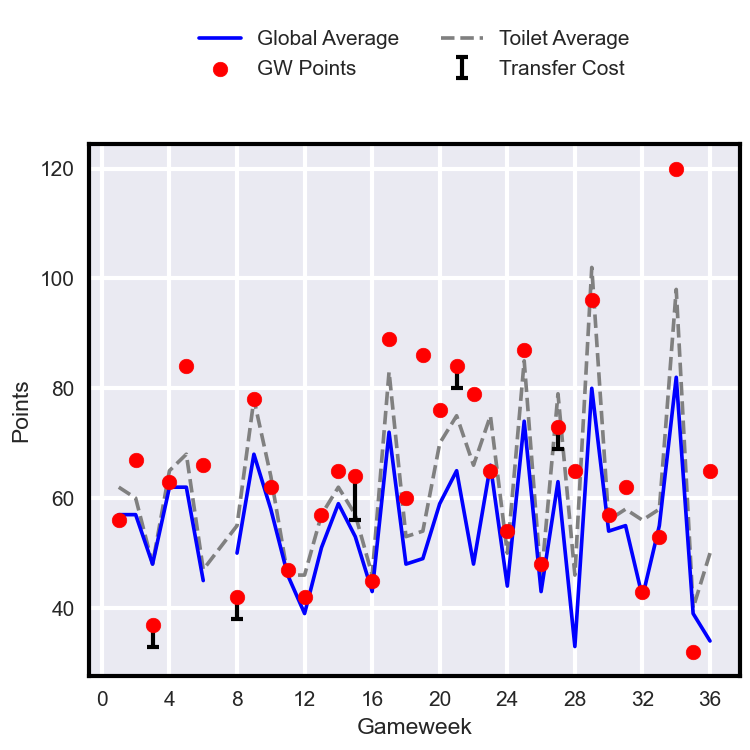 Global Average Toilet Average
GW Points Transfer Cost
120
100
80
60
40
Points
0 4 8 12 16 20 24 28 32 36
Gameweek